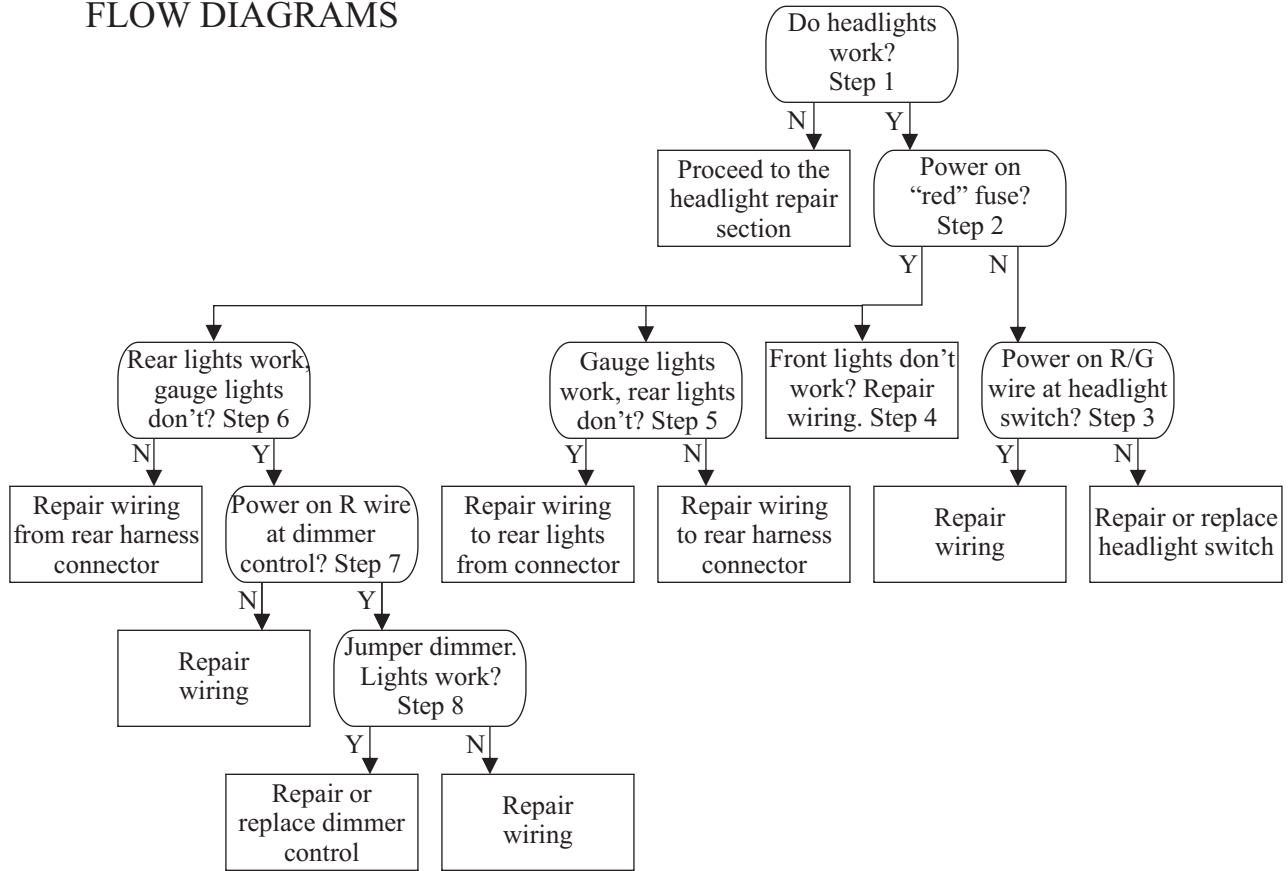 FLOW DIAGRAMS
Do headlights
work?
Step 1
N
Y
Proceed to the
headlight repair
section
Power on
“red” fuse?
Step 2
Y
N
Rear lights work,
gauge lights
don’t? Step 6
Gauge lights
work, rear lights
don’t? Step 5
Front lights don’t
work? Repair
wiring. Step 4
Power on R/G
wire at headlight
switch? Step 3
N
Y
Y
N
Y
N
Repair wiring
from rear harness
connector
Power on R wire
at dimmer
control? Step 7
Repair wiring
to rear lights
from connector
Repair wiring
to rear harness
connector
Repair
wiring
Repair or replace
headlight switch
N
Y
Repair
wiring
Jumper dimmer.
Lights work?
Step 8
Y
N
Repair or
replace dimmer
control
Repair
wiring